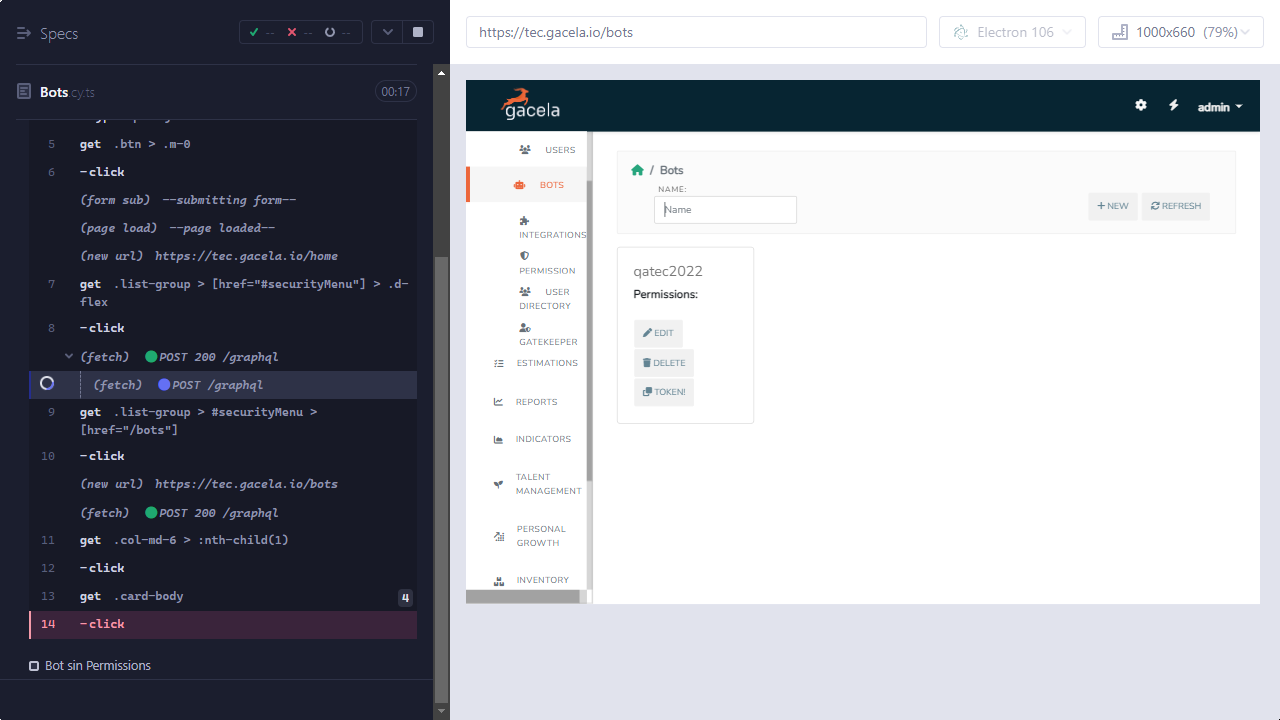 Specs
-- -- --
Bots.cy.ts
00:17
5 get .btn > .m-0
6 -click
(form sub) --submitting form--
(page load) --page loaded--
(new url) https://tec.gacela.io/home
7 get .list-group > [href="#securityMenu"] > .d-
flex
8 -click
(fetch) POST 200 /graphql
(fetch) POST /graphql
9 get .list-group > #securityMenu >
[href="/bots"]
10 -click
(new url) https://tec.gacela.io/bots
(fetch) POST 200 /graphql
11 get .col-md-6 > :nth-child(1)
12 -click
13 get .card-body 4
14 -click
Bot sin Permissions
https://tec.gacela.io/bots
Electron 106
1000x660 (79%)
gacela
admin
USERS
BOTS
INTEGRATIONS
PERMISSION
USER
DIRECTORY
GATEKEEPER
ESTIMATIONS
REPORTS
INDICATORS
TALENT
MANAGEMENT
PERSONAL
GROWTH
INVENTORY
/ Bots
NAME:
Name
+ NEW
REFRESH
qatec2022
Permissions:
EDIT
DELETE
TOKEN!